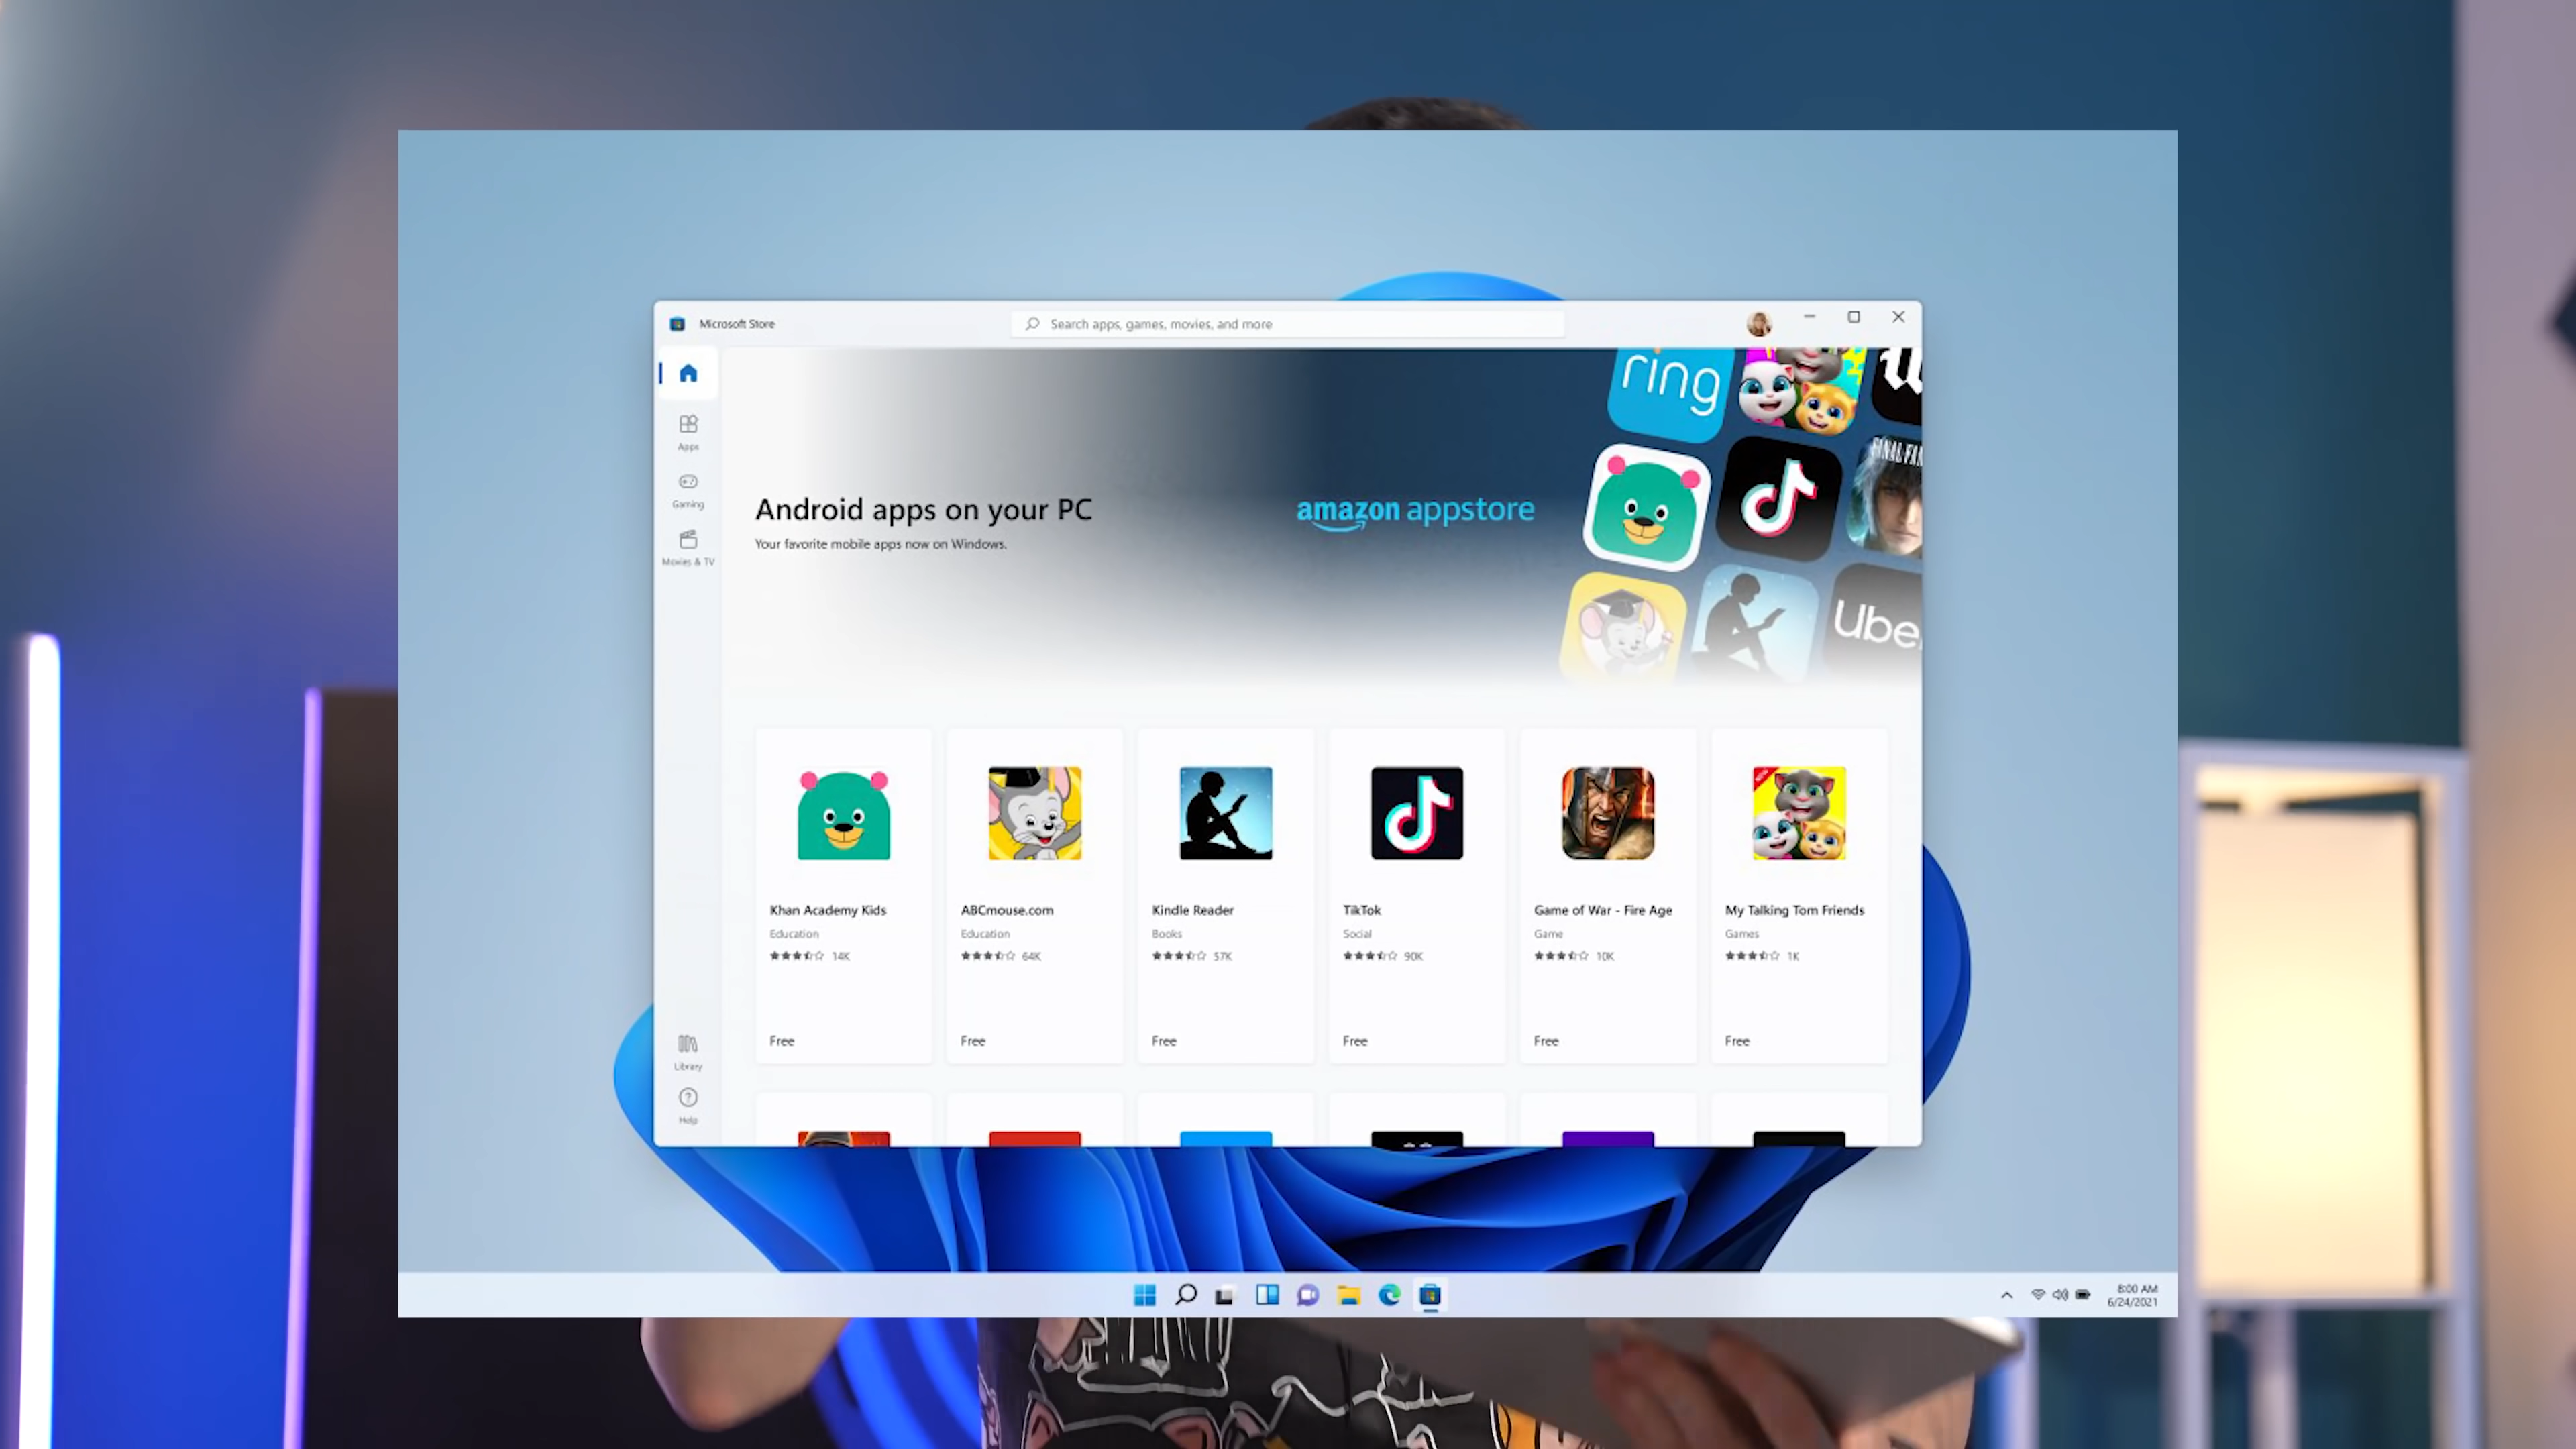 Microsoft Store
Search apps, games, movies, and more
Apps
Gaming
Movies & TV
Library
Help
Android apps on your PC
Your favorite mobile apps now on Windows.
amazon appstore
ring
FINAL FA
Ube
Khan Academy Kids
Education
14K
Free
ABCmouse.com
Education
64K
Free
Kindle Reader
Books
57K
Free
TikTok
Social
90K
Free
Game of War - Fire Age
Game
10K
Free
My Talking Tom Friends
Games
1K
Free
8:00 AM
6/24/2021